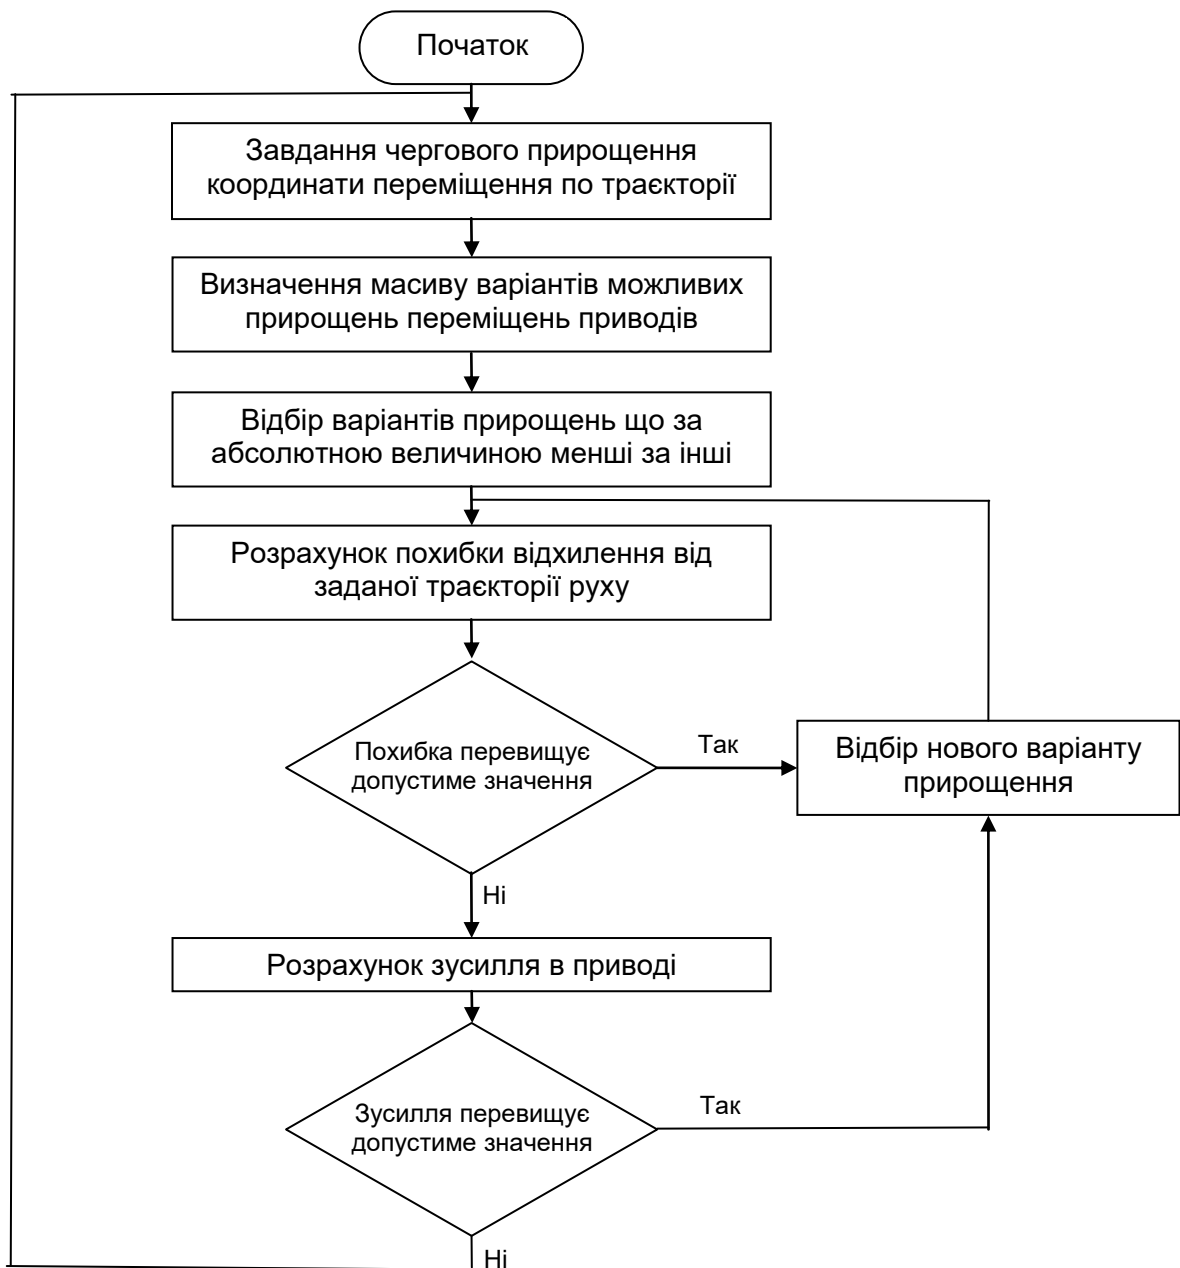 Початок
Завдання чергового прирощення
координати переміщення по траєкторії
Визначення масиву варіантів можливих
прирощень переміщень приводів
Відбір варіантів прирощень що за
абсолютною величиною менші за інші
Розрахунок похибки відхилення від
заданої траєкторії руху
Похибка перевищує
допустиме значення
Так
Відбір нового варіанту
прирощення
Ні
Розрахунок зусилля в приводі
Зусилля перевищує
допустиме значення
Так
Ні